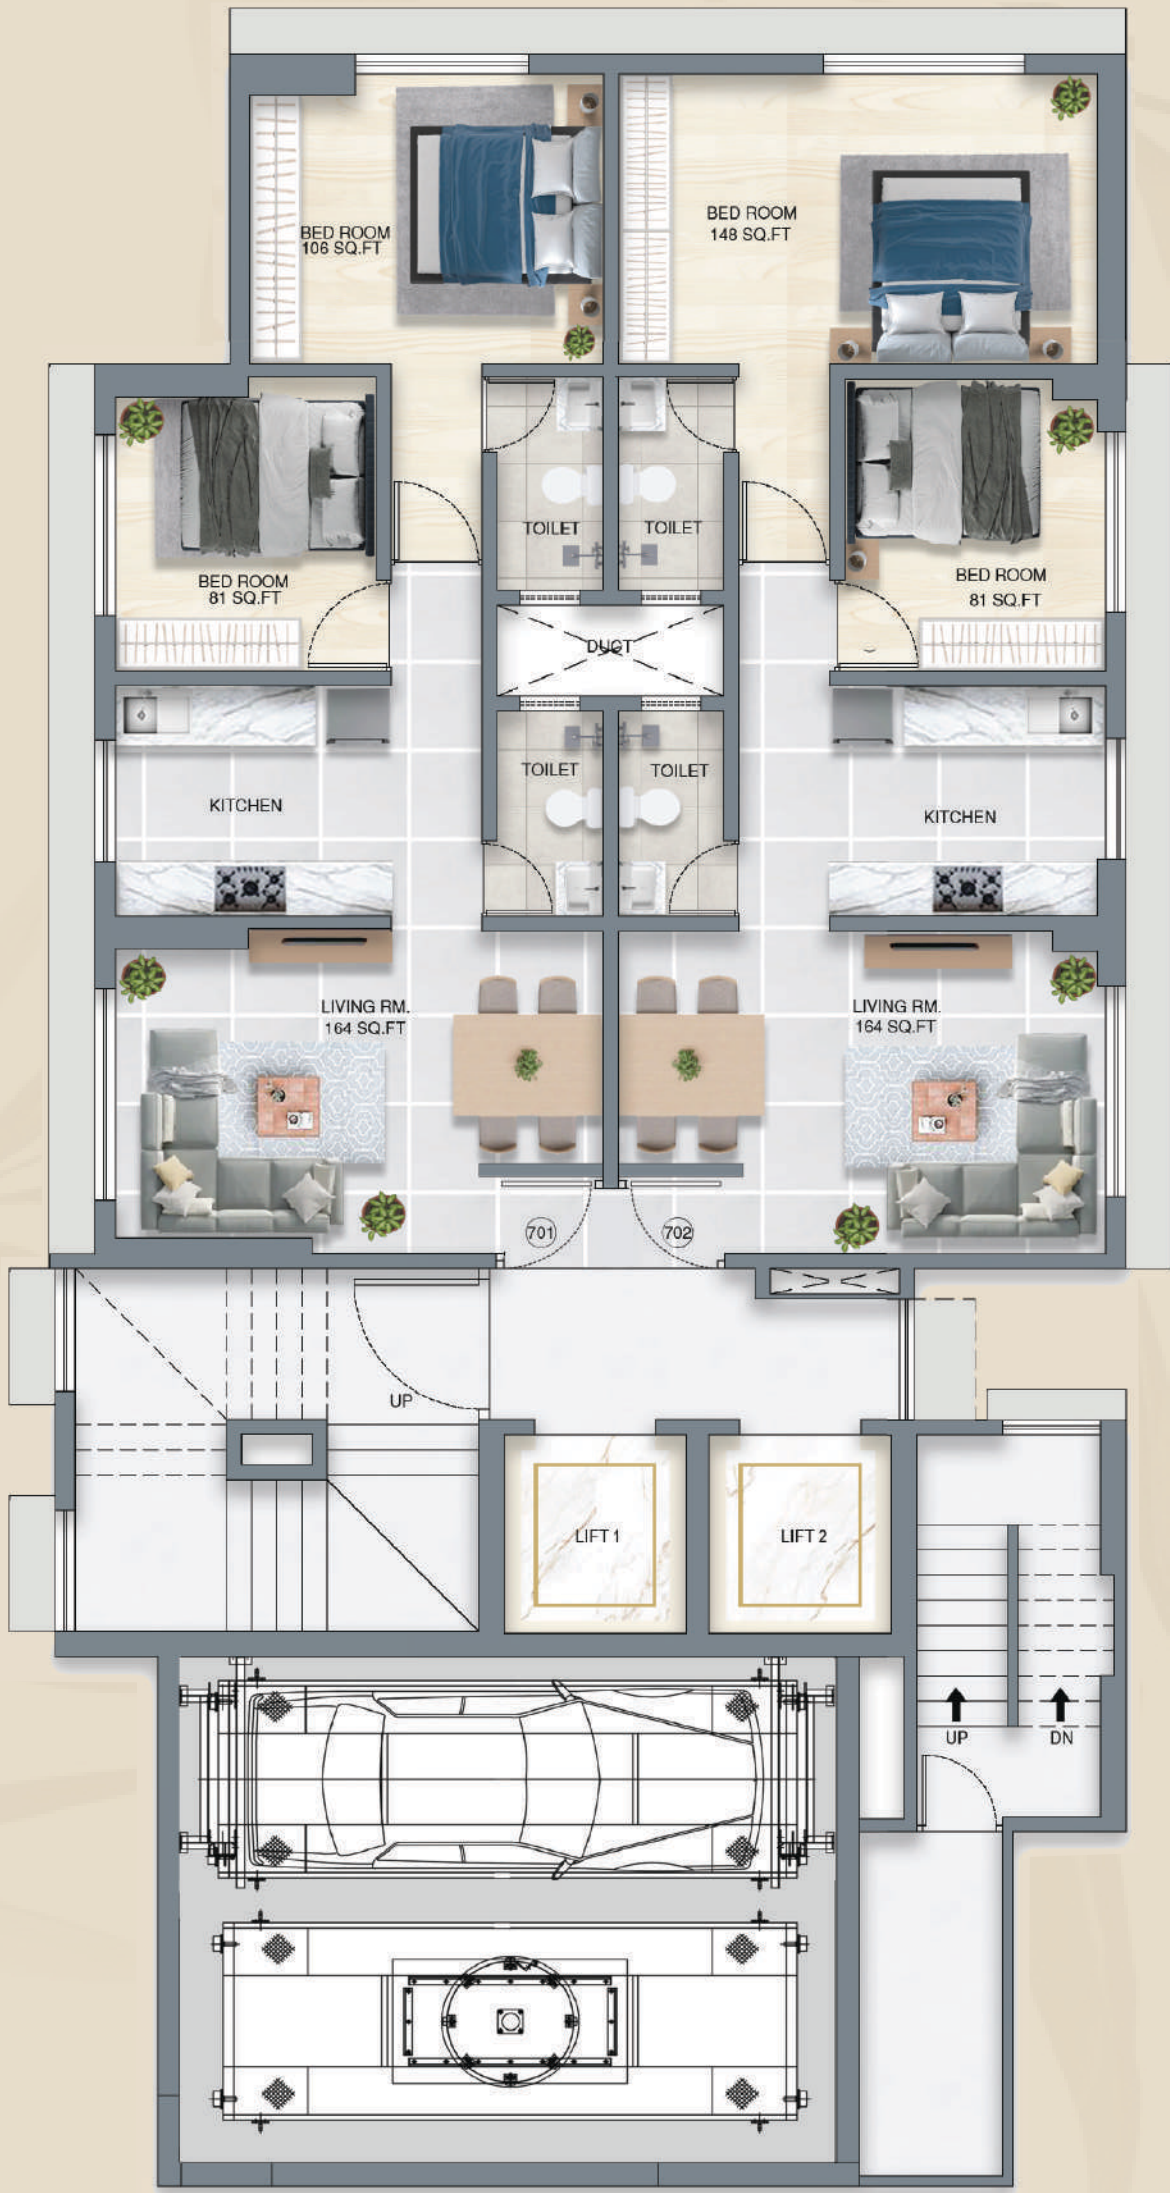 BED ROOM
106 SQ.FT
BED ROOM
148 SQ.FT
TOILET
TOILET
BED ROOM
81 SQ.FT
BED ROOM
81 SQ.FT
DUCT
TOILET
TOILET
KITCHEN
KITCHEN
LIVING RM.
164 SQ.FT
LIVING RM.
164 SQ.FT
701
702
UP
LIFT 1
LIFT 2
UP
DN